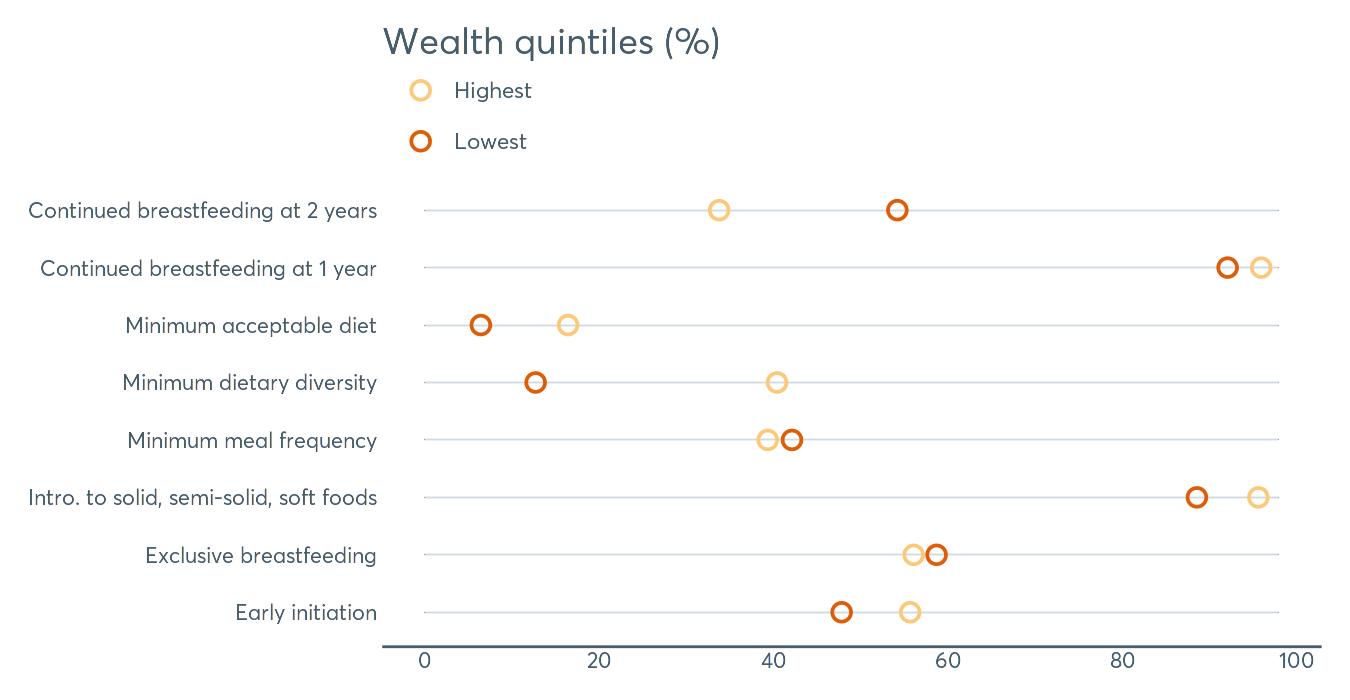 Wealth quintiles (%)
Highest
Lowest
Continued breastfeeding at 2 years
Continued breastfeeding at 1 year
Minimum acceptable diet
Minimum dietary diversity
Minimum meal frequency
Intro. to solid, semi-solid, soft foods
Exclusive breastfeeding
Early initiation
0 20 40 60 80 100